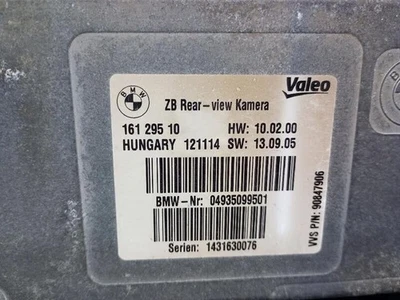 BMW
ZB Rear-view Kamera
Valeo
161 295 10 HW: 10.02.00
HUNGARY 121114 SW: 13.09.05
BMW-Nr: 04935099501
Serien: 1431630076
VVS P/N: 90847906